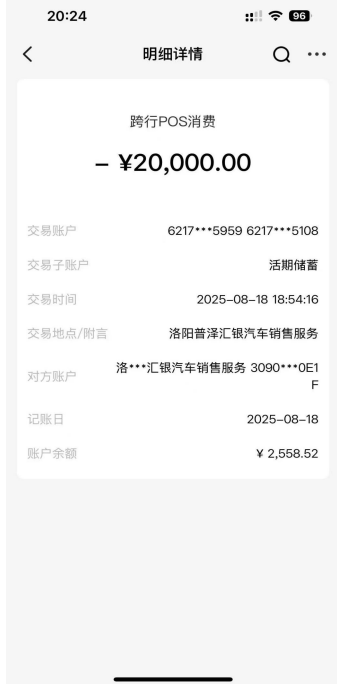 20:24
96
明细详情
跨行POS消费
– ¥20,000.00
交易账户 6217***5959 6217***5108
交易子账户 活期储蓄
交易时间 2025–08–18 18:54:16
交易地点/附言 洛阳普泽汇银汽车销售服务
对方账户 洛***汇银汽车销售服务 3090***0E1
F
记账日 2025–08–18
账户余额 ¥ 2,558.52